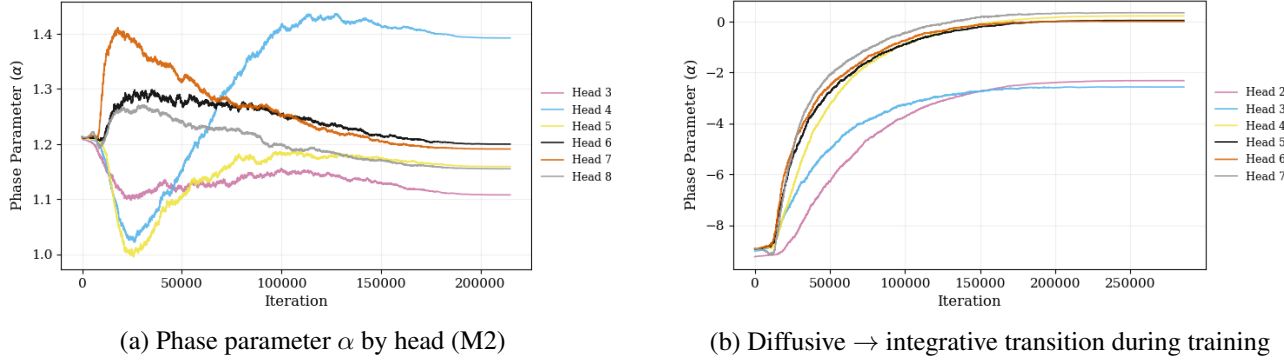 1.4
1.3
1.2
1.1
1.0
Phase Parameter (α)
0
50000
100000
150000
200000
Iteration
Head 3
Head 4
Head 5
Head 6
Head 7
Head 8
(a) Phase parameter α by head (M2)
0
−2
−4
−6
−8
Phase Parameter (α)
0
50000
100000
150000
200000
250000
Iteration
Head 2
Head 3
Head 4
Head 5
Head 6
Head 7
(b) Diffusive → integrative transition during training